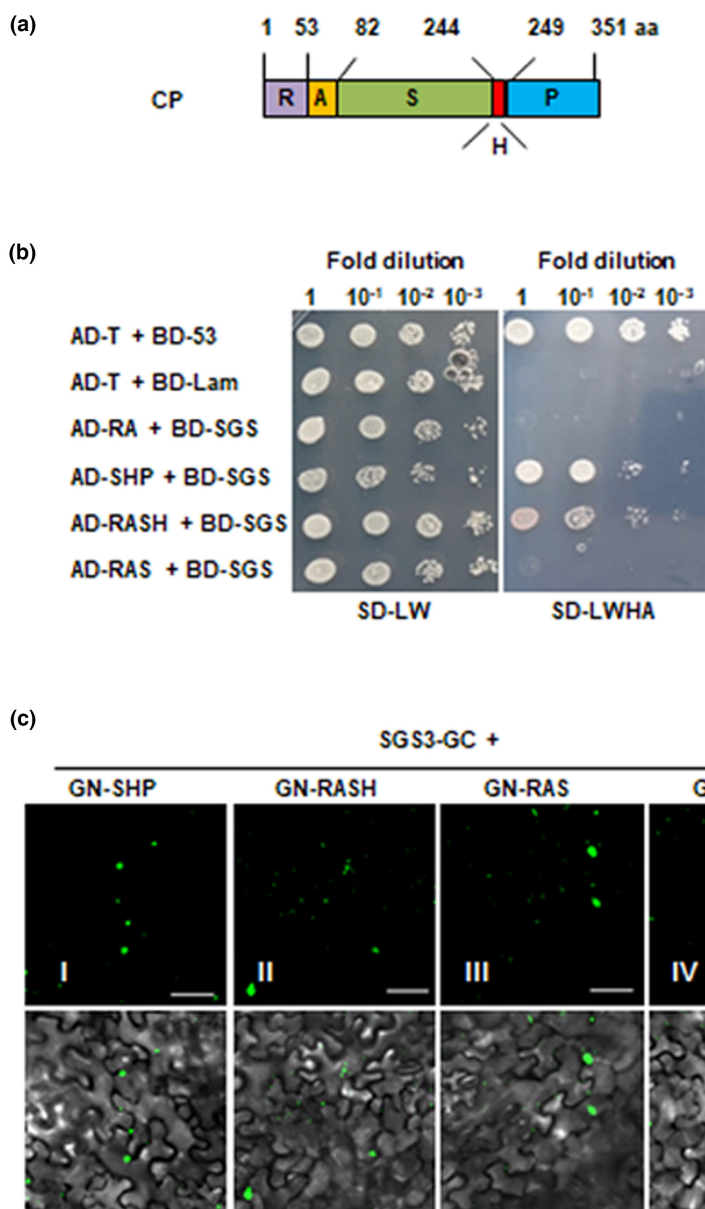 (a)
1 53 82 244 249 351 aa
CP R A S P
H
(b)
Fold dilution Fold dilution
1 10-1 10-2 10-3 1 10-1 10-2 10-3
AD-T + BD-53
AD-T + BD-Lam
AD-RA + BD-SGS
AD-SHP + BD-SGS
AD-RASH + BD-SGS
AD-RAS + BD-SGS
SD-LW SD-LWHA
(c)
SGS3-GC +
GN-SHP GN-RASH GN-RAS G
I II III IV